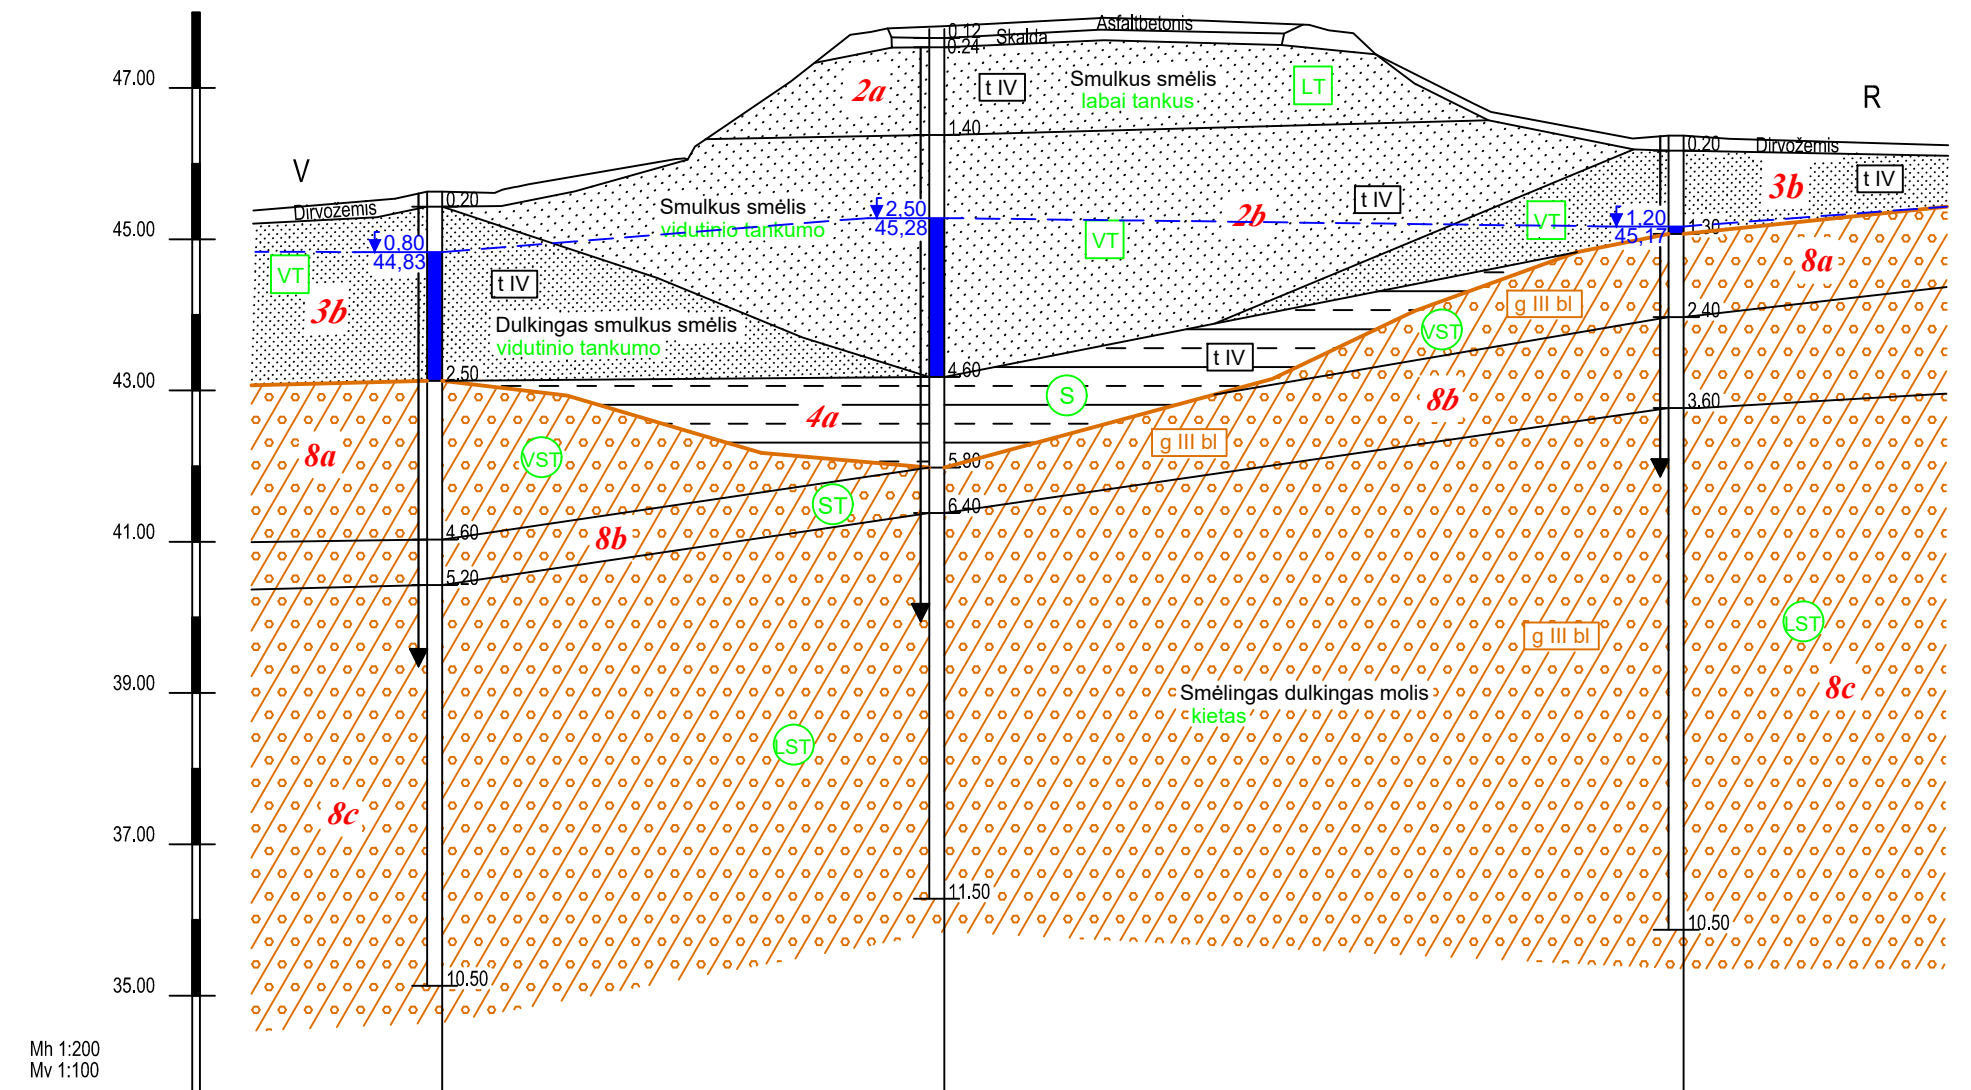 Asfaltbetonis
0.12
Skalda
0.24
47.00
2a
t IV
Smulkus smėlis
labai tankus
LT
R
1.40
0.20
Dirvožemis
V
3b
t IV
0.20
Dirvožemis
Smulkus smėlis
vidutinio tankumo
2.50
45,28
t IV
2b
VT
1.20
45,17
1.30
45.00
0.80
44,83
VT
VT
8a
3b
t IV
Dulkingas smulkus smėlis
vidutinio tankumo
g III bl
2.40
VST
t IV
43.00
2.50
4.60
S
4a
8b
3.60
g III bl
8a
VST
5.80
ST
6.40
41.00
4.60
8b
5.20
LST
g III bl
39.00
Smėlingas dulkingas molis
kietas
8c
LST
8c
37.00
11.50
10.50
35.00
10.50
Mh 1:200
Mv 1:100